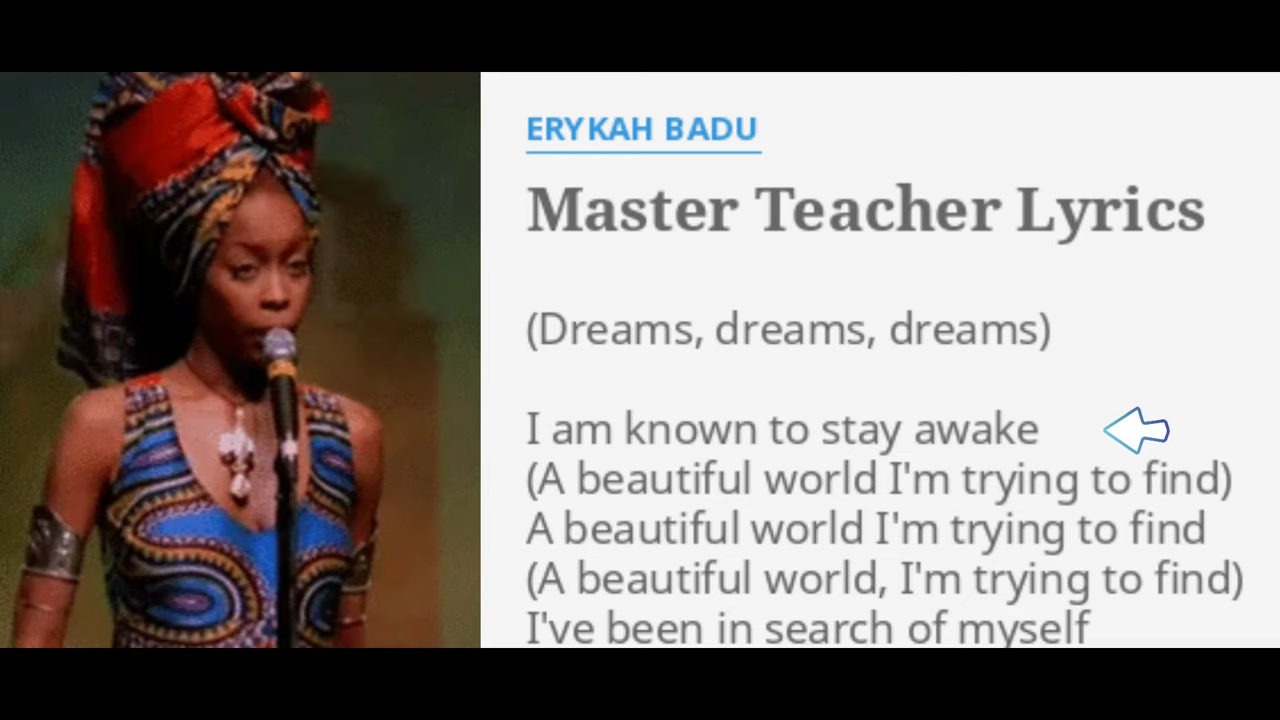 ERYKAH BADU
Master Teacher Lyrics
(Dreams, dreams, dreams)
I am known to stay awake
(A beautiful world I'm trying to find)
A beautiful world I'm trying to find
(A beautiful world, I'm trying to find)
I've been in search of myself